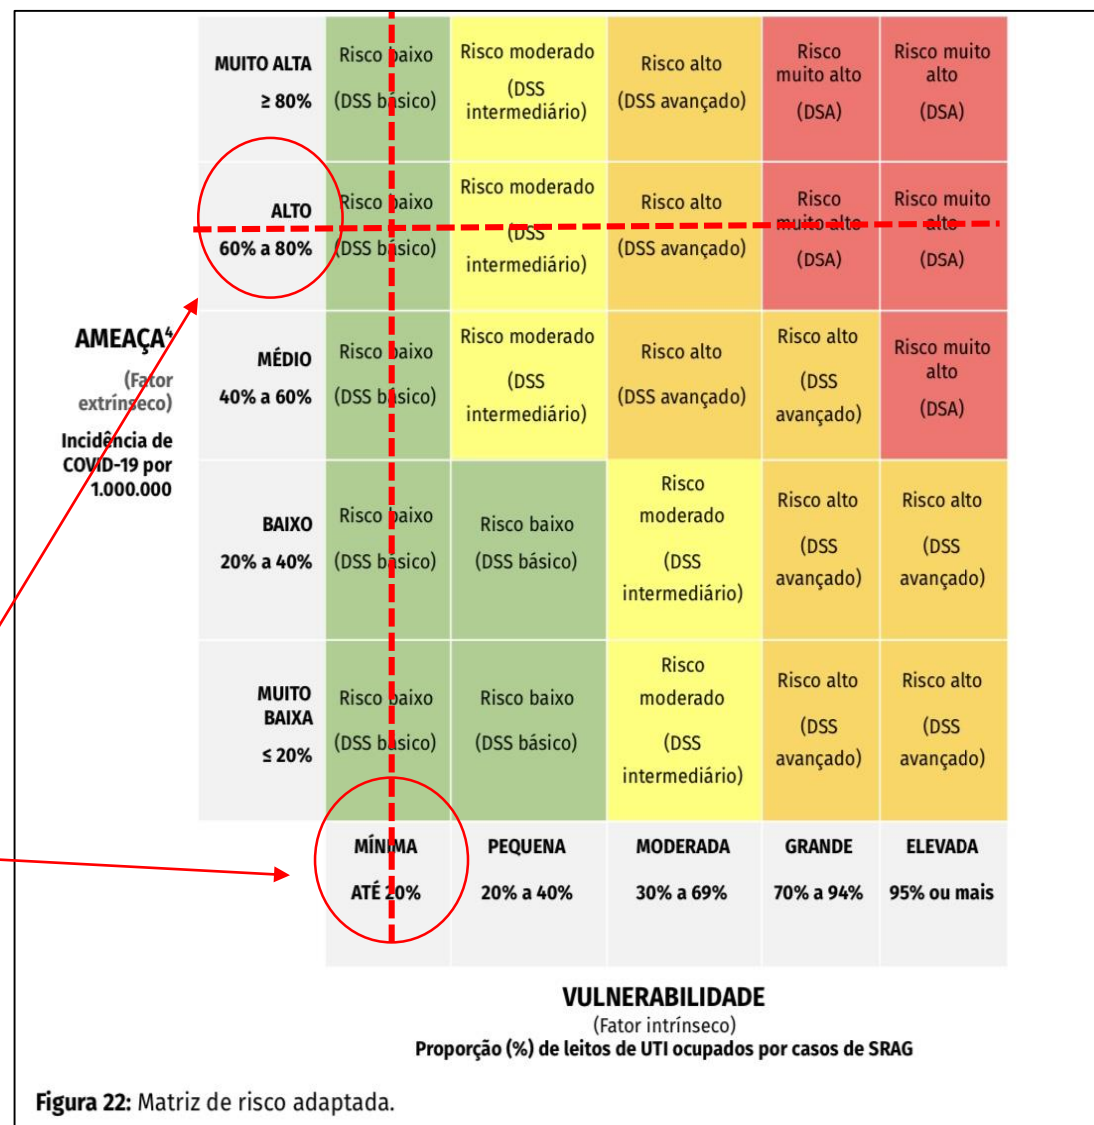 MUITO ALTA
≥ 80%
Risco baixo
(DSS básico)
Risco moderado
(DSS
intermediário)
Risco alto
(DSS avançado)
Risco
muito alto
(DSA)
Risco muito
alto
(DSA)
ALTO
60% a 80%
Risco baixo
(DSS básico)
Risco moderado
(DSS
intermediário)
Risco alto
(DSS avançado)
Risco
muito alto
(DSA)
Risco muito
alto
(DSA)
AMEAÇA⁴
(Fator
extrínseco)
Incidência de
COVID-19 por
1.000.000
MÉDIO
40% a 60%
Risco baixo
(DSS básico)
Risco moderado
(DSS
intermediário)
Risco alto
(DSS avançado)
Risco alto
(DSS
avançado)
Risco muito
alto
(DSA)
BAIXO
20% a 40%
Risco baixo
(DSS básico)
Risco baixo
(DSS básico)
Risco
moderado
(DSS
intermediário)
Risco alto
(DSS
avançado)
Risco alto
(DSS
avançado)
MUITO
BAIXA
≤ 20%
Risco baixo
(DSS básico)
Risco baixo
(DSS básico)
Risco
moderado
(DSS
intermediário)
Risco alto
(DSS
avançado)
Risco alto
(DSS
avançado)
MÍNIMA
ATÉ 20%
PEQUENA
20% a 40%
MODERADA
30% a 69%
GRANDE
70% a 94%
ELEVADA
95% ou mais
VULNERABILIDADE
(Fator intrínseco)
Proporção (%) de leitos de UTI ocupados por casos de SRAG
Figura 22: Matriz de risco adaptada.